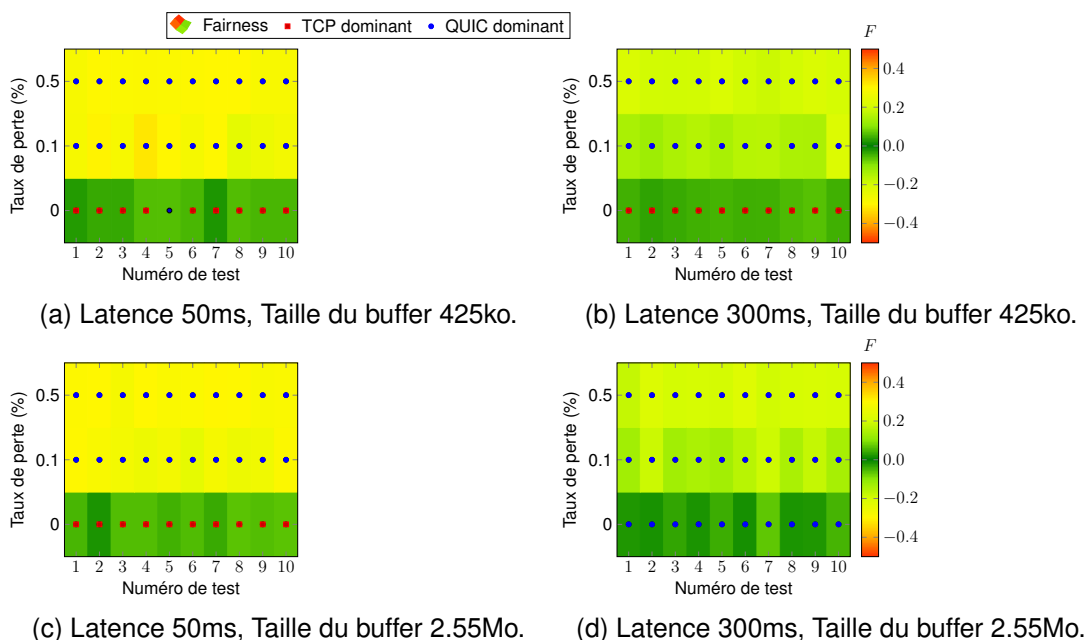 Fairness TCP dominant QUIC dominant
F
0.5
0.1
0
Taux de perte (%)
1 2 3 4 5 6 7 8 9 10
Numéro de test
0.5
0.1
0
Taux de perte (%)
1 2 3 4 5 6 7 8 9 10
Numéro de test
0.4
0.2
0.0
−0.2
−0.4
(a) Latence 50ms, Taille du buffer 425ko.
(b) Latence 300ms, Taille du buffer 425ko.
F
0.5
0.1
0
Taux de perte (%)
1 2 3 4 5 6 7 8 9 10
Numéro de test
0.5
0.1
0
Taux de perte (%)
1 2 3 4 5 6 7 8 9 10
Numéro de test
0.4
0.2
0.0
−0.2
−0.4
(c) Latence 50ms, Taille du buffer 2.55Mo.
(d) Latence 300ms, Taille du buffer 2.55Mo.